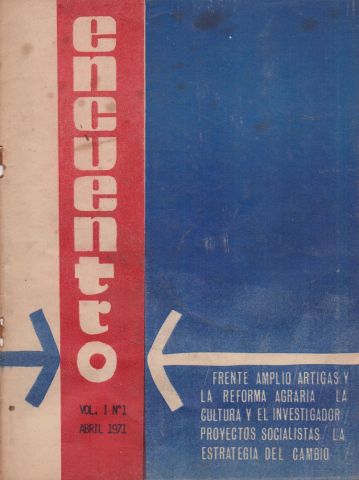 encuentro
VOL. I Nº1
ABRIL 1971
/ FRENTE AMPLIO / ARTIGAS Y
LA REFORMA AGRARIA / LA
CULTURA Y EL INVESTIGADOR /
PROYECTOS SOCIALISTAS / LA
ESTRATEGIA DEL CAMBIO /